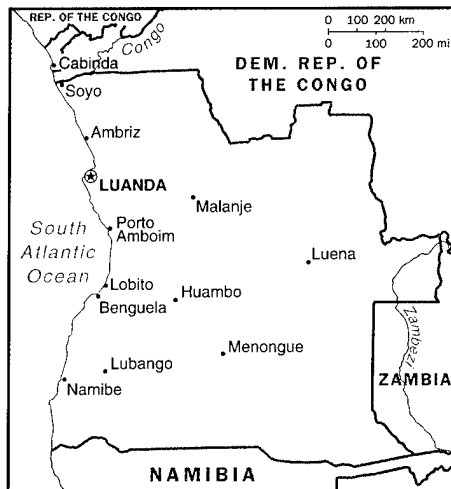 REP. OF THE CONGO
0 100 200 km
0 100 200 mi
Congo
Cabinda
DEM. REP. OF
THE CONGO
Soyo
Ambriz
LUANDA
Malanje
South
Atlantic
Ocean
Porto
Amboim
Luena
Lobito
Huambo
Benguela
Zambezi
Menongue
Lubango
ZAMBIA
Namibe
NAMIBIA